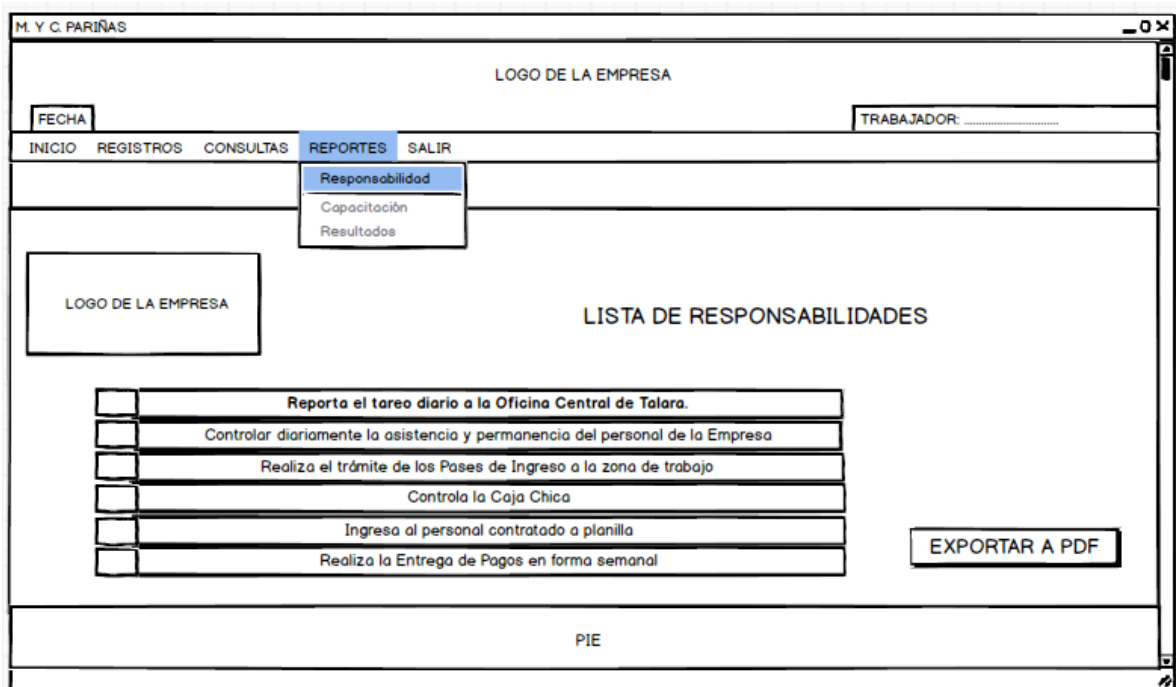 M. Y C. PARIÑAS
LOGO DE LA EMPRESA
FECHA
TRABAJADOR: ................................
INICIO REGISTROS CONSULTAS REPORTES SALIR
Responsabilidad
Capacitación
Resultados
LOGO DE LA EMPRESA
LISTA DE RESPONSABILIDADES
Reporta el tareo diario a la Oficina Central de Talara.
Controlar diariamente la asistencia y permanencia del personal de la Empresa
Realiza el trámite de los Pases de Ingreso a la zona de trabajo
Controla la Caja Chica
Ingresa al personal contratado a planilla
Realiza la Entrega de Pagos en forma semanal
EXPORTAR A PDF
PIE